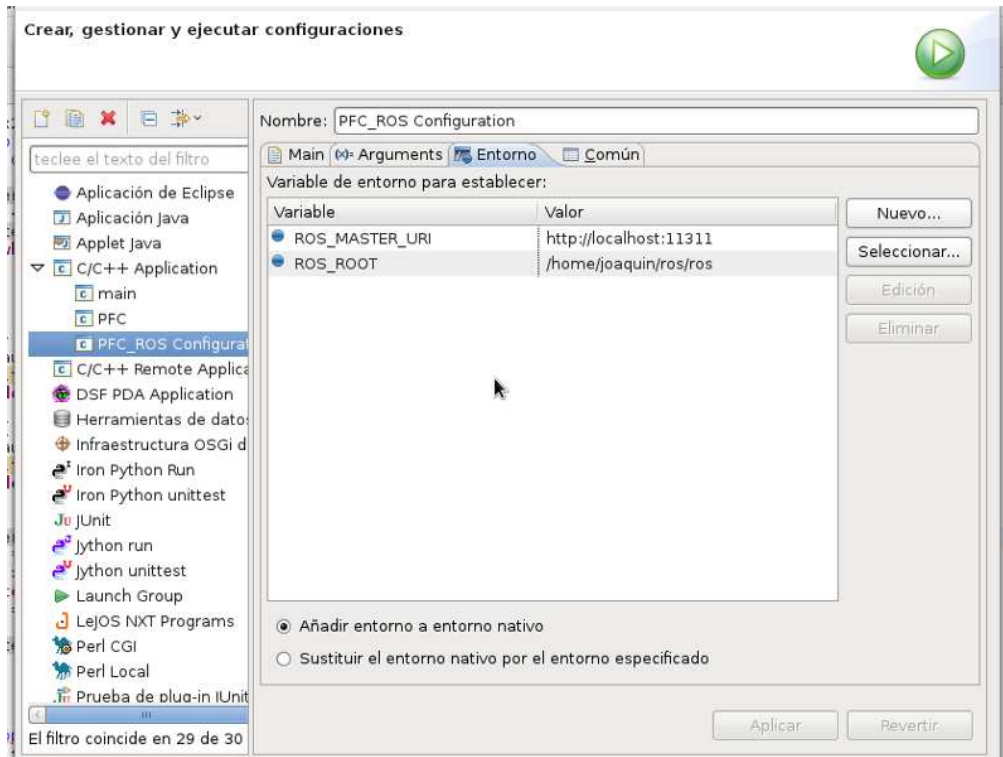 Crear, gestionar y ejecutar configuraciones
Nombre: PFC_ROS Configuration
teclee el texto del filtro
Aplicación de Eclipse
Aplicación Java
Applet Java
C/C++ Application
main
PFC
PFC_ROS Configurat
C/C++ Remote Applica
DSF PDA Application
Herramientas de dato
Infraestructura OSGi d
Iron Python Run
Iron Python unittest
JUnit
Jython run
Jython unittest
Launch Group
LeJOS NXT Programs
Perl CGI
Perl Local
Prueba de plug-in JUnit
El filtro coincide en 29 de 30
Main Arguments Entorno Común
Variable de entorno para establecer:
Variable Valor
ROS_MASTER_URI http://localhost:11311
ROS_ROOT /home/joaquin/ros/ros
Nuevo...
Seleccionar...
Edición
Eliminar
Añadir entorno a entorno nativo
Sustituir el entorno nativo por el entorno especificado
Aplicar Revertir